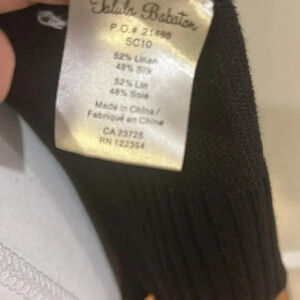 Talula Babaton
P.O.# 21496
SC10
52% Linen
48% Silk
52% Lin
48% Soie
Made in China/
Fabriqué en Chine
CA 23725
RN 122364